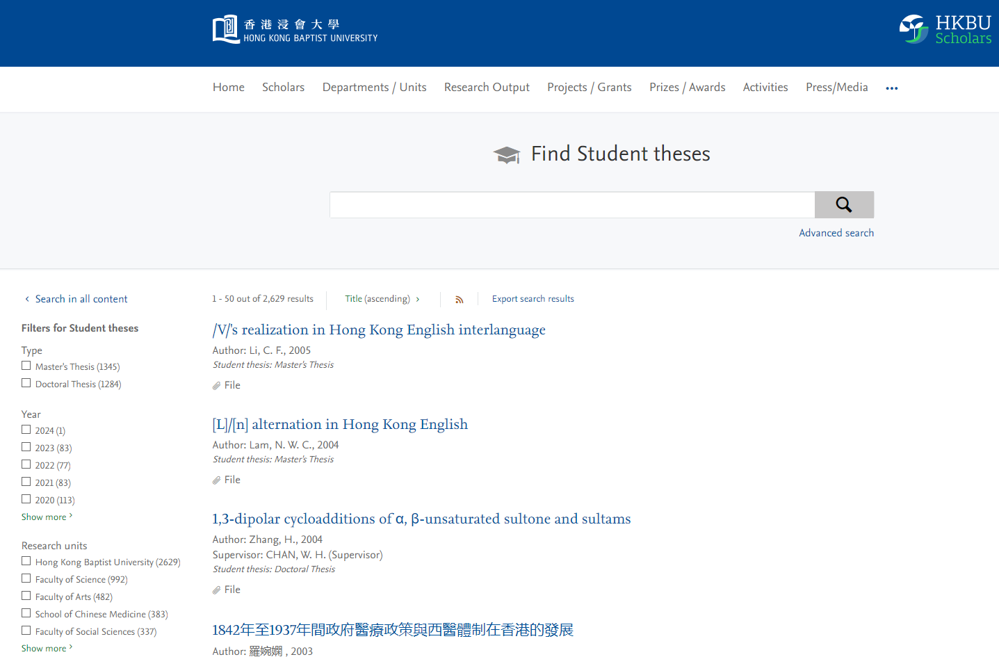 香港浸會大學
HONG KONG BAPTIST UNIVERSITY
HKBU
Scholars
Home Scholars Departments / Units Research Output Projects / Grants Prizes / Awards Activities Press/Media •••
Find Student theses
Advanced search
‹ Search in all content
Filters for Student theses
Type
Master's Thesis (1345)
Doctoral Thesis (1284)
Year
2024 (1)
2023 (83)
2022 (77)
2021 (83)
2020 (113)
Show more ›
Research units
Hong Kong Baptist University (2629)
Faculty of Science (992)
Faculty of Arts (482)
School of Chinese Medicine (383)
Faculty of Social Sciences (337)
Show more ›
1 - 50 out of 2,629 results Title (ascending) › Export search results
/V/'s realization in Hong Kong English interlanguage
Author: Li, C. F., 2005
Student thesis: Master's Thesis
File
[L]/[n] alternation in Hong Kong English
Author: Lam, N. W. C., 2004
Student thesis: Master's Thesis
File
1,3-dipolar cycloadditions of α, β-unsaturated sultone and sultams
Author: Zhang, H., 2004
Supervisor: CHAN, W. H. (Supervisor)
Student thesis: Doctoral Thesis
File
1842年至1937年間政府醫療政策與西醫體制在香港的發展
Author: 羅婉嫻 , 2003